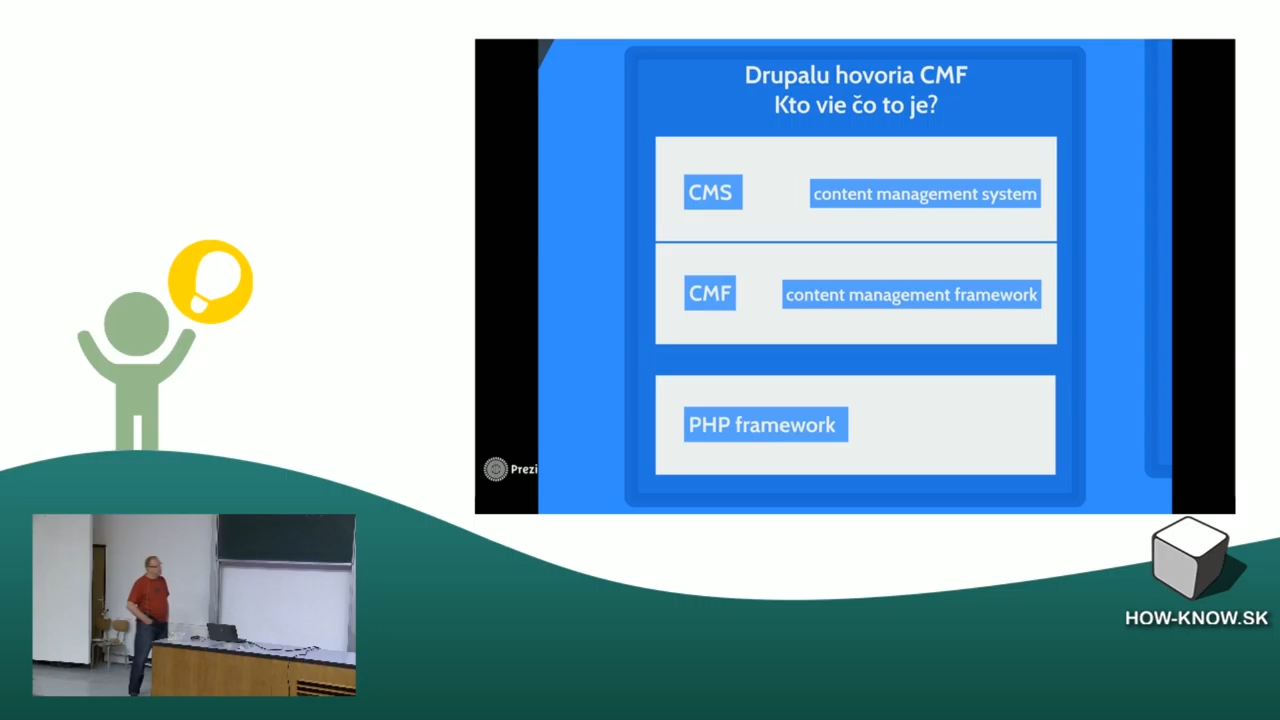 Drupalu hovoria CMF
Kto vie čo to je?
CMS
content management system
CMF
content management framework
PHP framework
Prezi
HOW-KNOW.SK